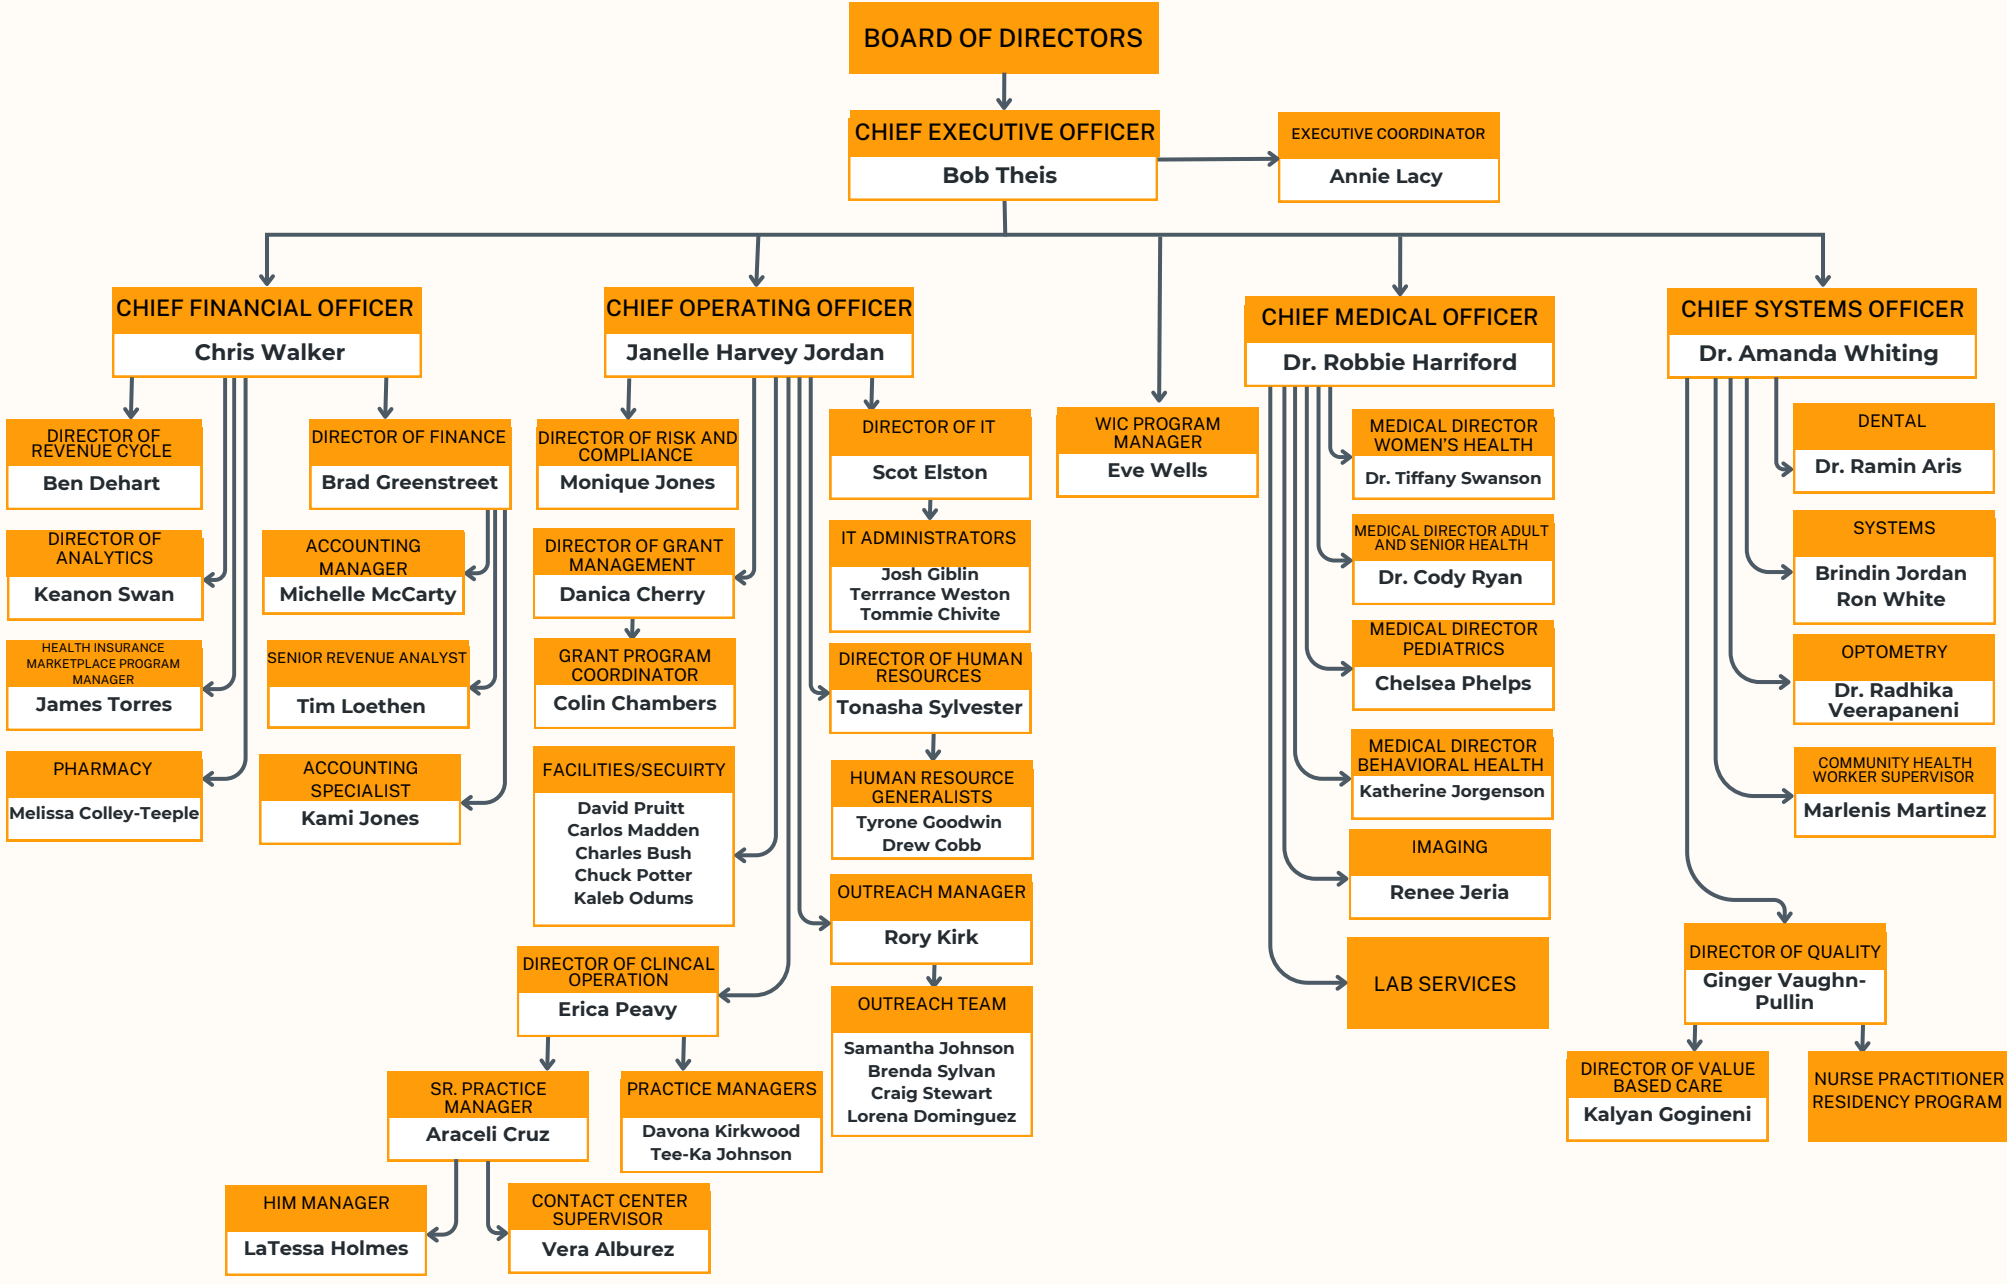 BOARD OF DIRECTORS
CHIEF EXECUTIVE OFFICER
Bob Theis
EXECUTIVE COORDINATOR
Annie Lacy
CHIEF FINANCIAL OFFICER
Chris Walker
DIRECTOR OF
REVENUE CYCLE
Ben Dehart
DIRECTOR OF
ANALYTICS
Keanon Swan
HEALTH INSURANCE
MARKETPLACE PROGRAM
MANAGER
James Torres
PHARMACY
Melissa Colley-Teeple
DIRECTOR OF FINANCE
Brad Greenstreet
ACCOUNTING
MANAGER
Michelle McCarty
SENIOR REVENUE ANALYST
Tim Loethen
ACCOUNTING
SPECIALIST
Kami Jones
CHIEF OPERATING OFFICER
Janelle Harvey Jordan
DIRECTOR OF RISK AND
COMPLIANCE
Monique Jones
DIRECTOR OF GRANT
MANAGEMENT
Danica Cherry
GRANT PROGRAM
COORDINATOR
Colin Chambers
FACILITIES/SECUIRTY
David Pruitt
Carlos Madden
Charles Bush
Chuck Potter
Kaleb Odums
DIRECTOR OF CLINCAL
OPERATION
Erica Peavy
SR. PRACTICE
MANAGER
Araceli Cruz
PRACTICE MANAGERS
Davona Kirkwood
Tee-Ka Johnson
HIM MANAGER
LaTessa Holmes
CONTACT CENTER
SUPERVISOR
Vera Alburez
DIRECTOR OF IT
Scot Elston
IT ADMINISTRATORS
Josh Giblin
Terrrance Weston
Tommie Chivite
DIRECTOR OF HUMAN
RESOURCES
Tonasha Sylvester
HUMAN RESOURCE
GENERALISTS
Tyrone Goodwin
Drew Cobb
OUTREACH MANAGER
Rory Kirk
OUTREACH TEAM
Samantha Johnson
Brenda Sylvan
Craig Stewart
Lorena Dominguez
WIC PROGRAM
MANAGER
Eve Wells
CHIEF MEDICAL OFFICER
Dr. Robbie Harriford
MEDICAL DIRECTOR
WOMEN'S HEALTH
Dr. Tiffany Swanson
MEDICAL DIRECTOR ADULT
AND SENIOR HEALTH
Dr. Cody Ryan
MEDICAL DIRECTOR
PEDIATRICS
Chelsea Phelps
MEDICAL DIRECTOR
BEHAVIORAL HEALTH
Katherine Jorgenson
IMAGING
Renee Jeria
LAB SERVICES
CHIEF SYSTEMS OFFICER
Dr. Amanda Whiting
DENTAL
Dr. Ramin Aris
SYSTEMS
Brindin Jordan
Ron White
OPTOMETRY
Dr. Radhika
Veerapaneni
COMMUNITY HEALTH
WORKER SUPERVISOR
Marlenis Martinez
DIRECTOR OF QUALITY
Ginger Vaughn-
Pullin
DIRECTOR OF VALUE
BASED CARE
Kalyan Gogineni
NURSE PRACTITIONER
RESIDENCY PROGRAM